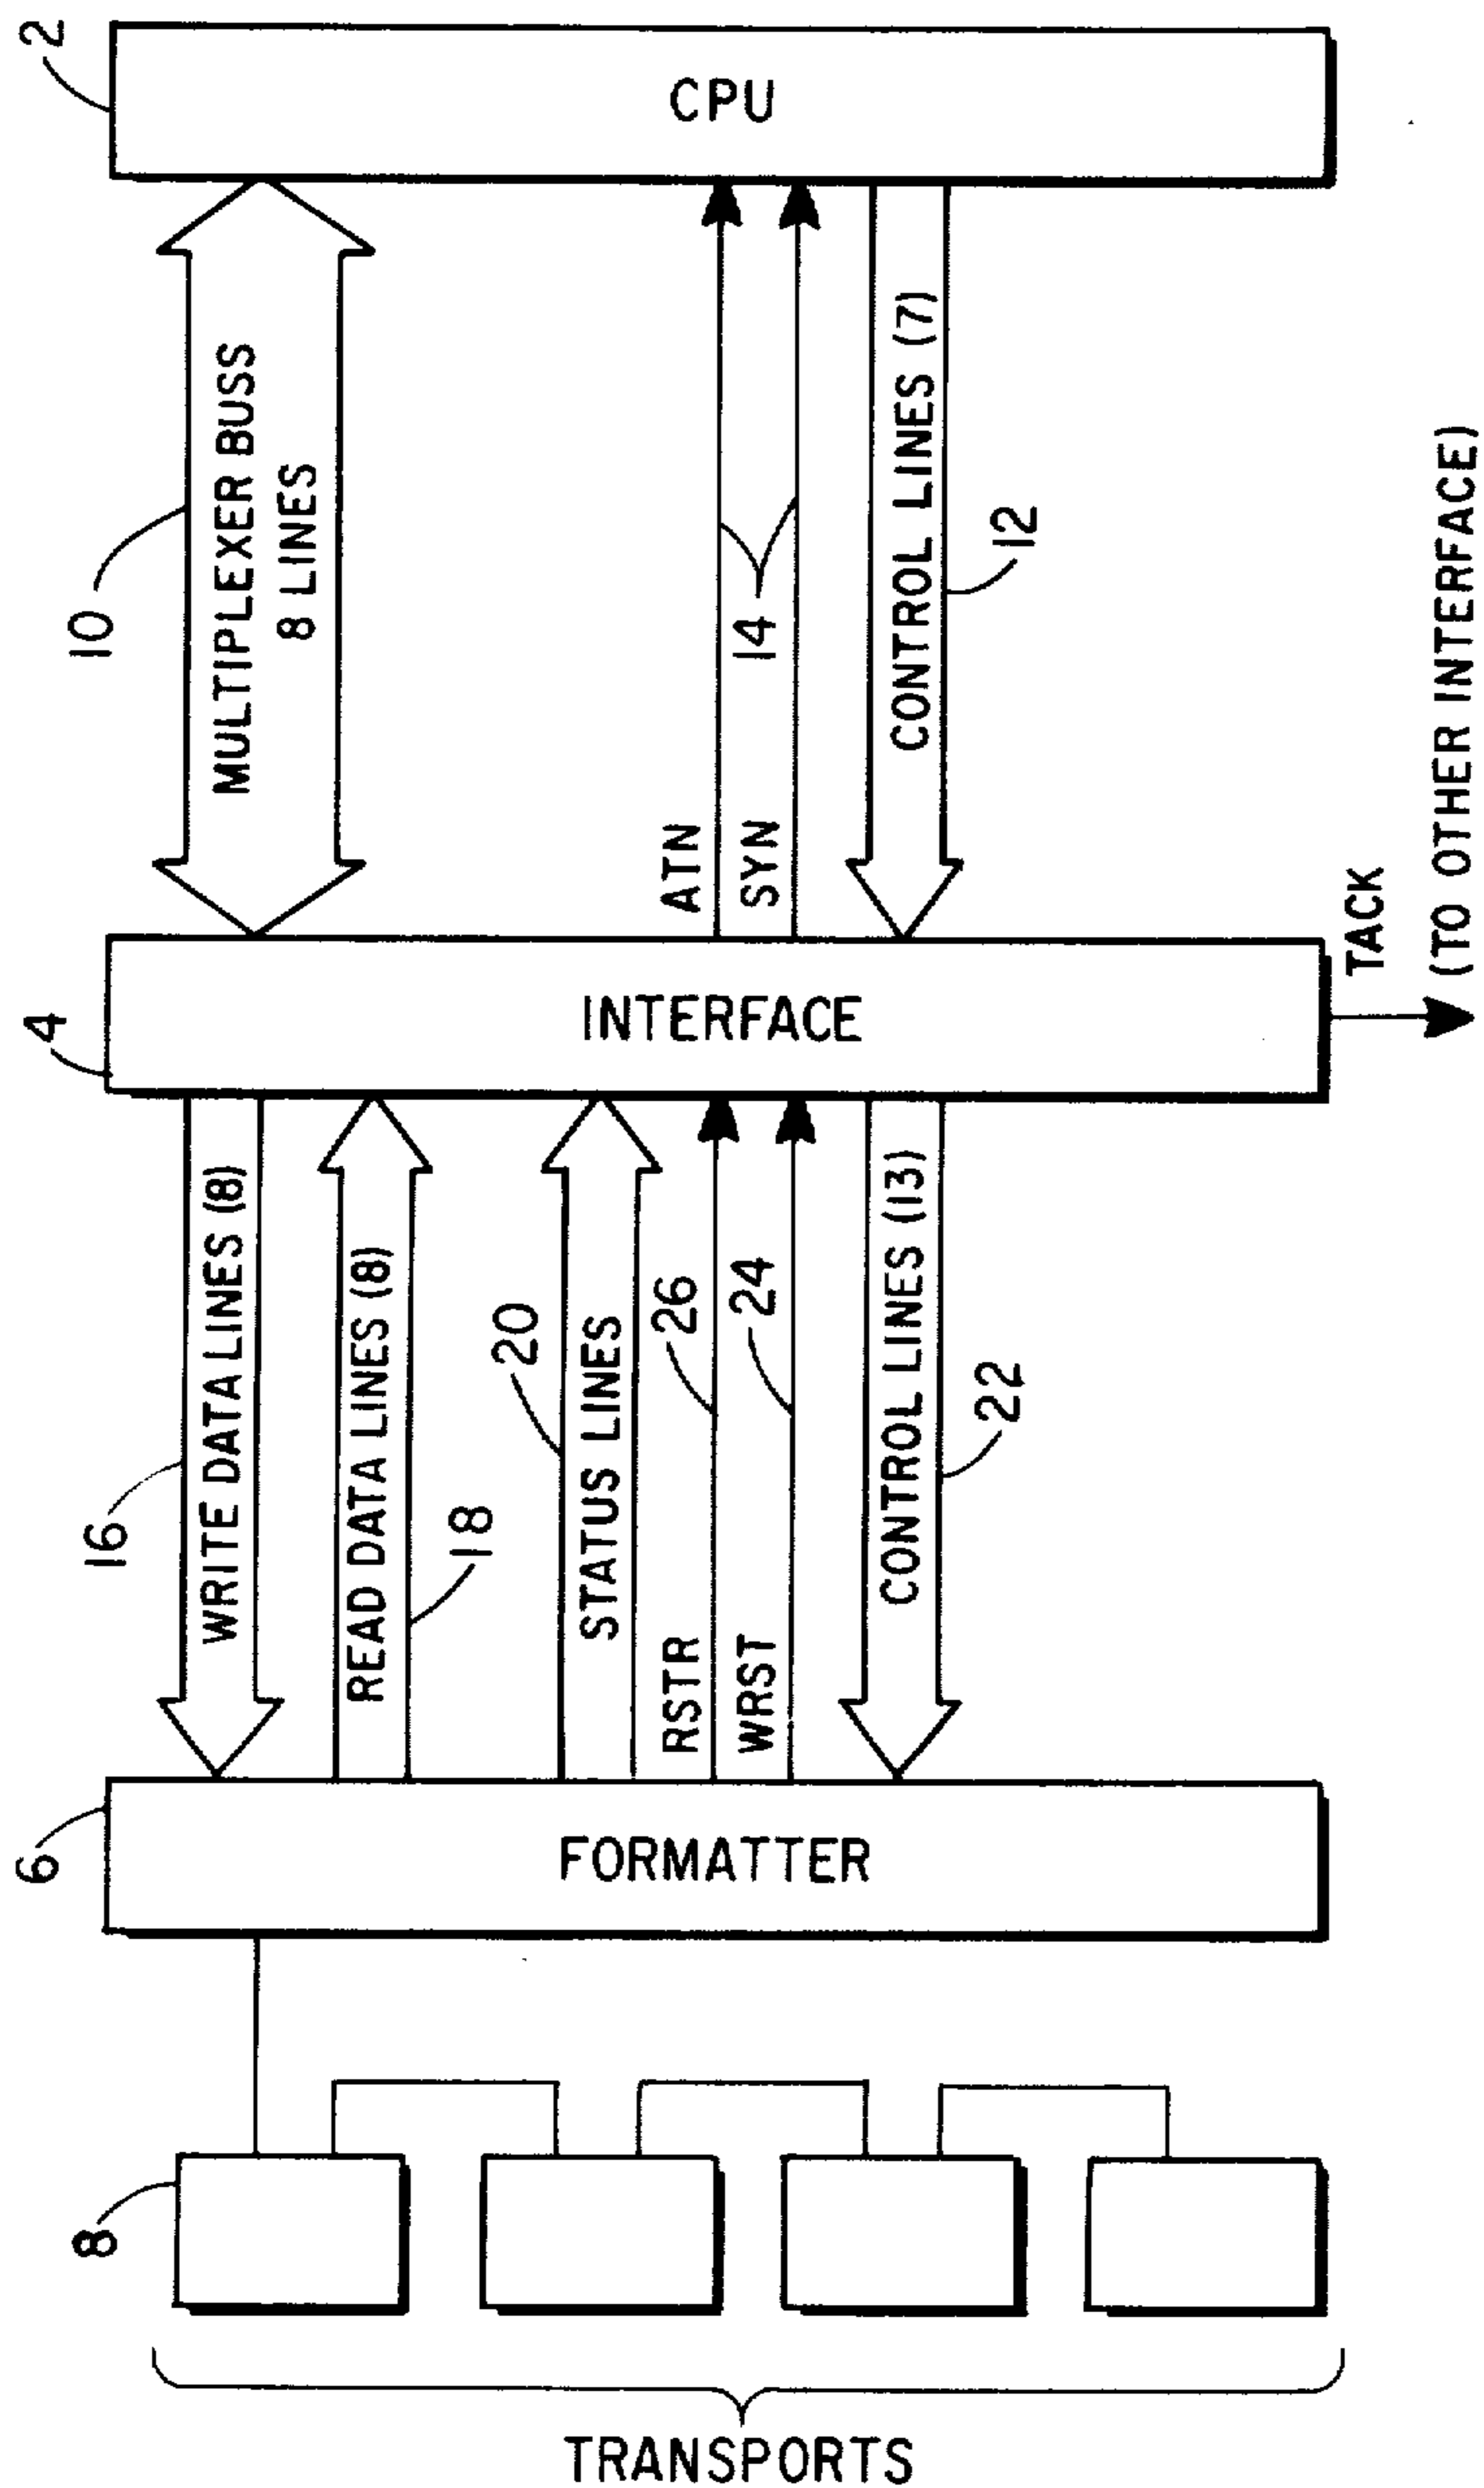 2
CPU
10
MULTIPLEXER BUSS
8 LINES
ATN
SYN
14
CONTROL LINES (7)
12
4
INTERFACE
TACK
(TO OTHER INTERFACE)
16
WRITE DATA LINES (8)
READ DATA LINES (8)
18
20
STATUS LINES
RSTR
26
WRST
24
CONTROL LINES (13)
22
6
FORMATTER
8
TRANSPORTS